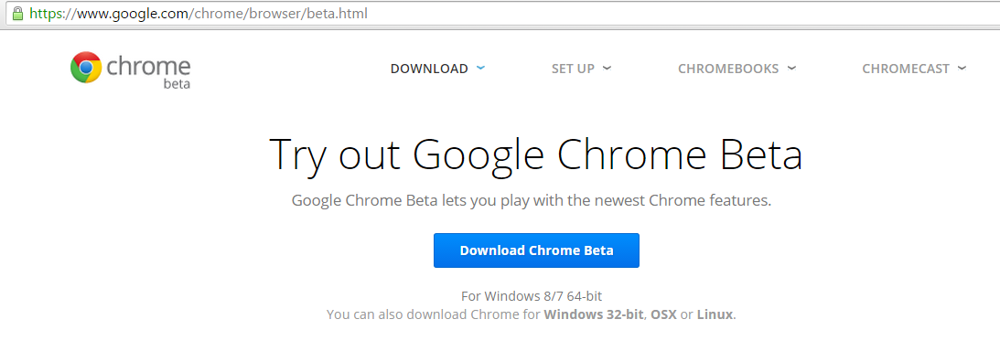 https://www.google.com/chrome/browser/beta.html
chrome
beta
DOWNLOAD SET UP CHROMEBOOKS CHROMECAST
Try out Google Chrome Beta
Google Chrome Beta lets you play with the newest Chrome features.
Download Chrome Beta
For Windows 8/7 64-bit
You can also download Chrome for Windows 32-bit, OSX or Linux.